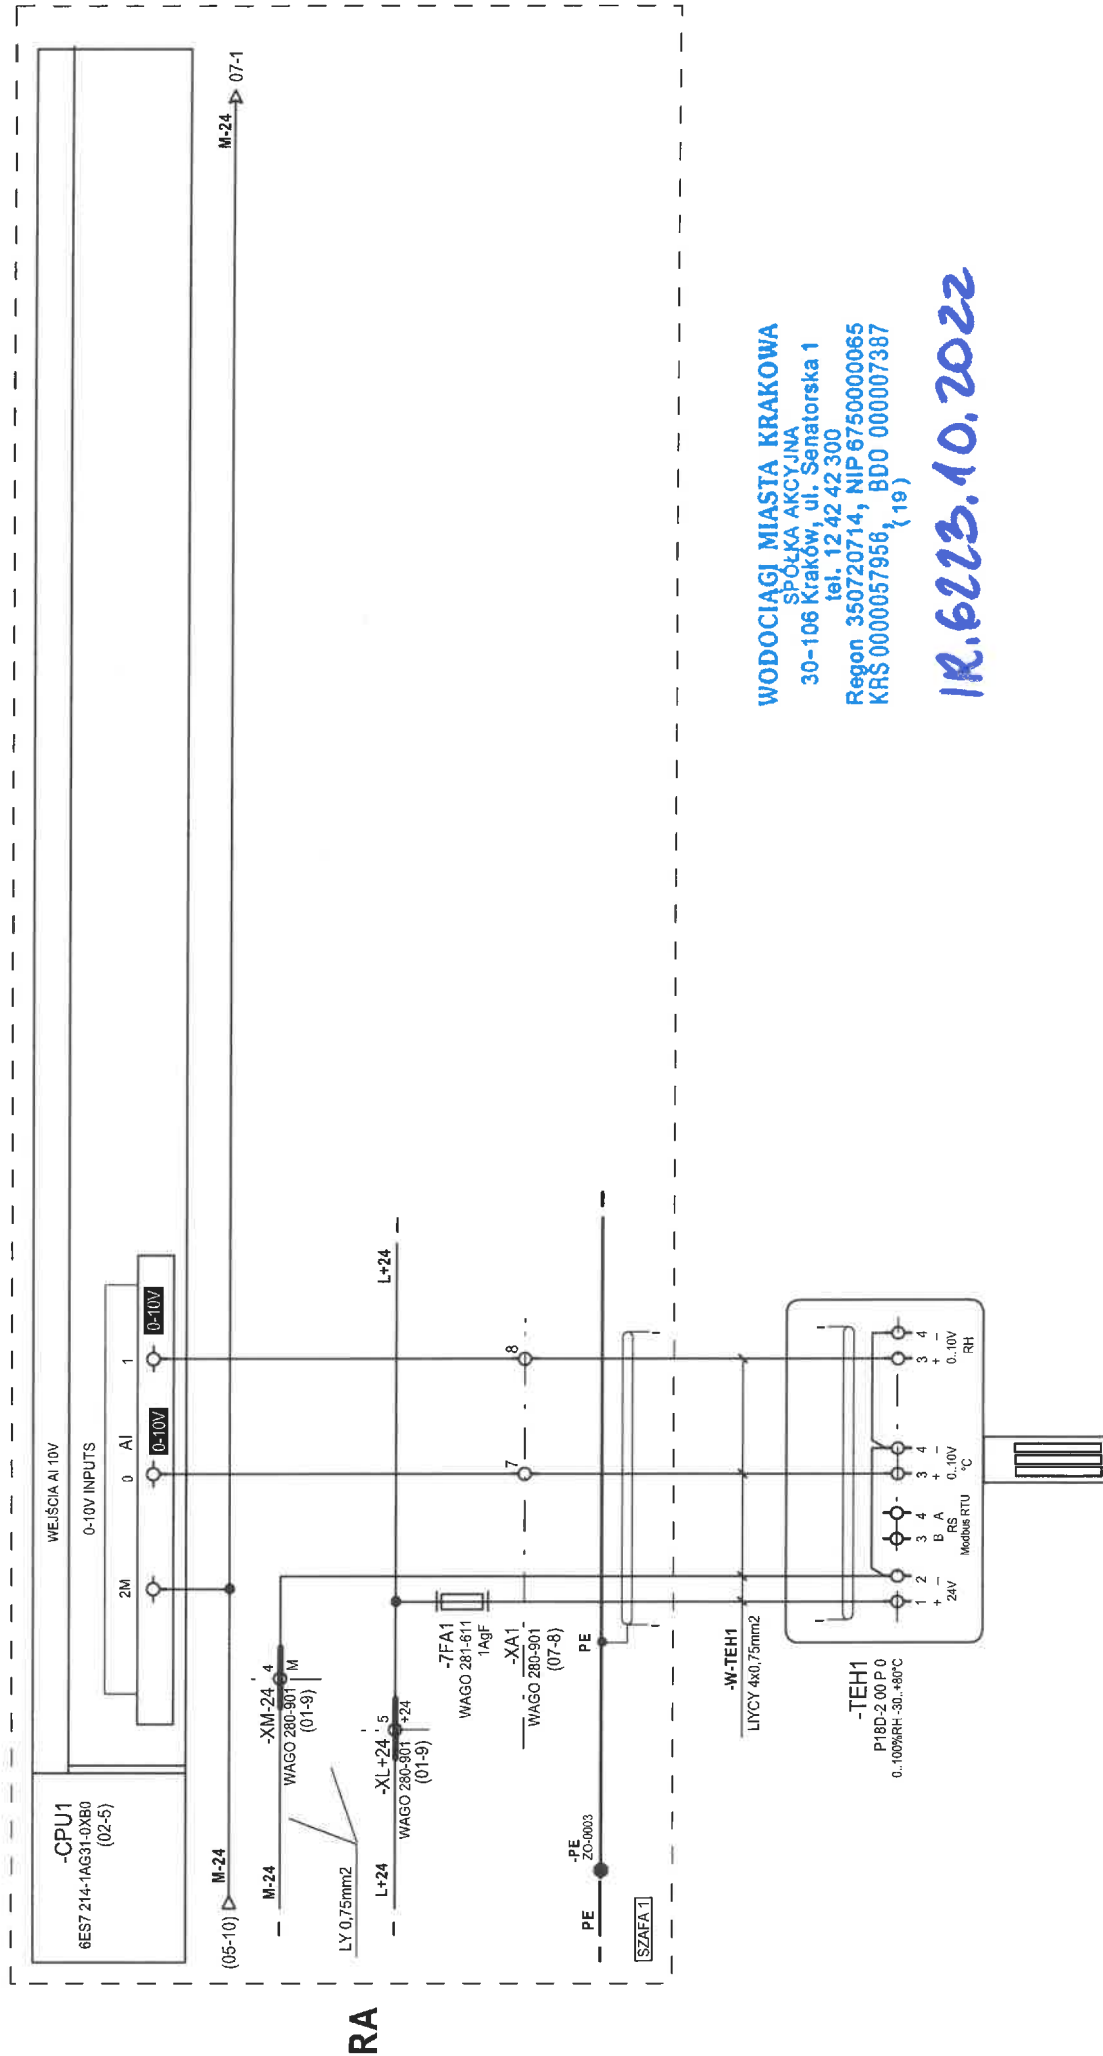 WEJŚCIA AI 10V
0-10V INPUTS
-CPU1
6ES7 214-1AG31-0XB0
(02-5)
2M
0
AI
1
0-10V
0-10V
(05-10)
M-24
M-24
07-1
M-24
-XM-24
4
M
WAGO 280-901
(01-9)
LY 0,75mm2
L+24
-XL+24
5
+24
WAGO 280-901
(01-9)
L+24
-7FA1
WAGO 281-611
1AgF
-XA1
WAGO 280-901
(07-8)
7
8
PE
-PE
ZO-0003
PE
SZAFA 1
RA
-W-TEH1
LIYCY 4x0,75mm2
-TEH1
P18D-2 00 P 0
0..100%RH -30..+80°C
1 2 3 4 3 4 3 4
+ − B A + − + −
24V
RS
Modbus RTU
0..10V
°C
0..10V
RH
WODOCIĄGI MIASTA KRAKOWA
SPÓŁKA AKCYJNA
30-106 Kraków, ul. Senatorska 1
tel. 12 42 42 300
Regon 350720714, NIP 6750000065
KRS 0000057956, BDO 000007387
(19)
IR.6223.10.2022